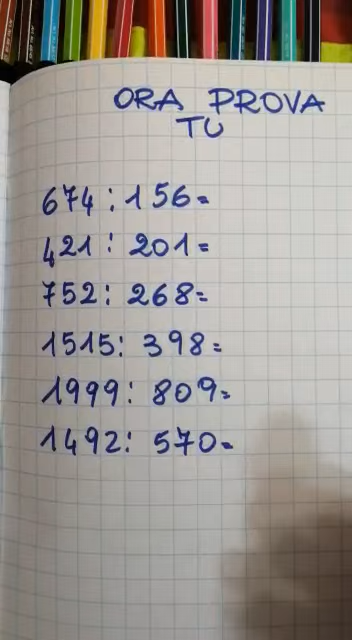 ORA PROVA
TU
674 : 156=
421 : 201=
752 : 268=
1515 : 398=
1999 : 809=
1492 : 570=